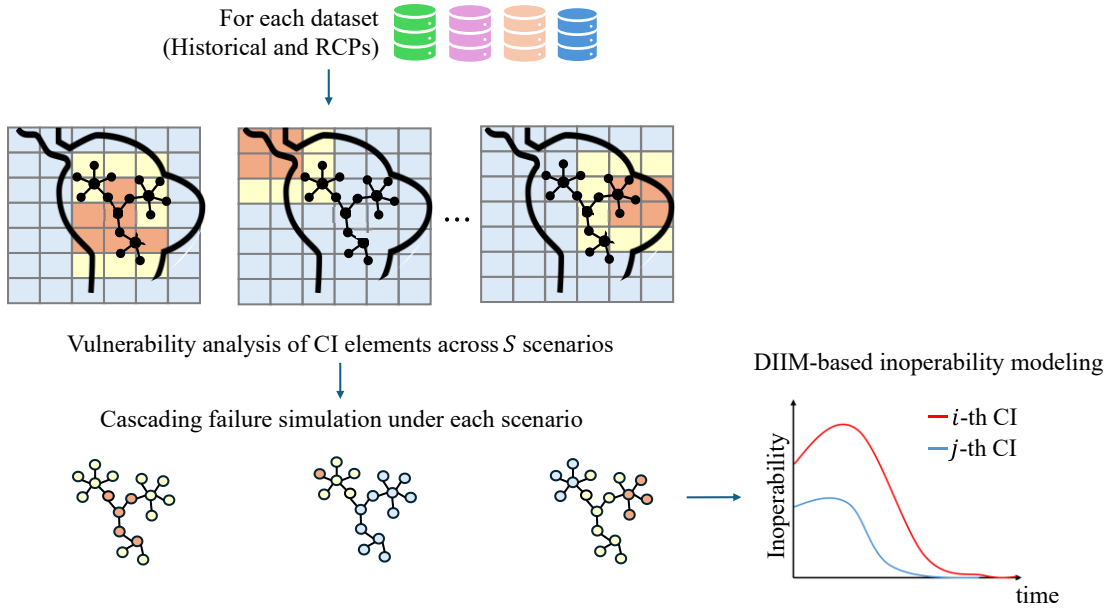 For each dataset
(Historical and RCPs)
...
Vulnerability analysis of CI elements across S scenarios
Cascading failure simulation under each scenario
DIIM-based inoperability modeling
i-th CI
j-th CI
Inoperability
time